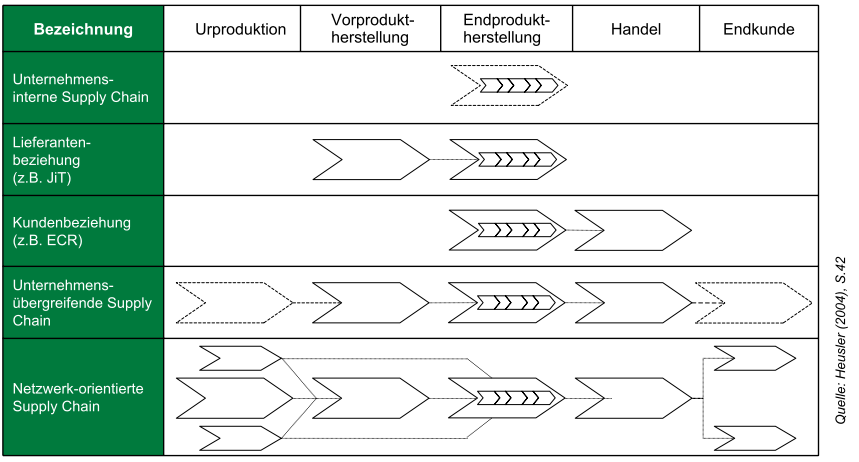 Bezeichnung
Urproduktion
Vorprodukt-
herstellung
Endprodukt-
herstellung
Handel
Endkunde
Unternehmens-
interne Supply Chain
Lieferanten-
beziehung
(z.B. JiT)
Kundenbeziehung
(z.B. ECR)
Unternehmens-
übergreifende Supply
Chain
Netzwerk-orientierte
Supply Chain
Quelle: Heusler (2004), S.42